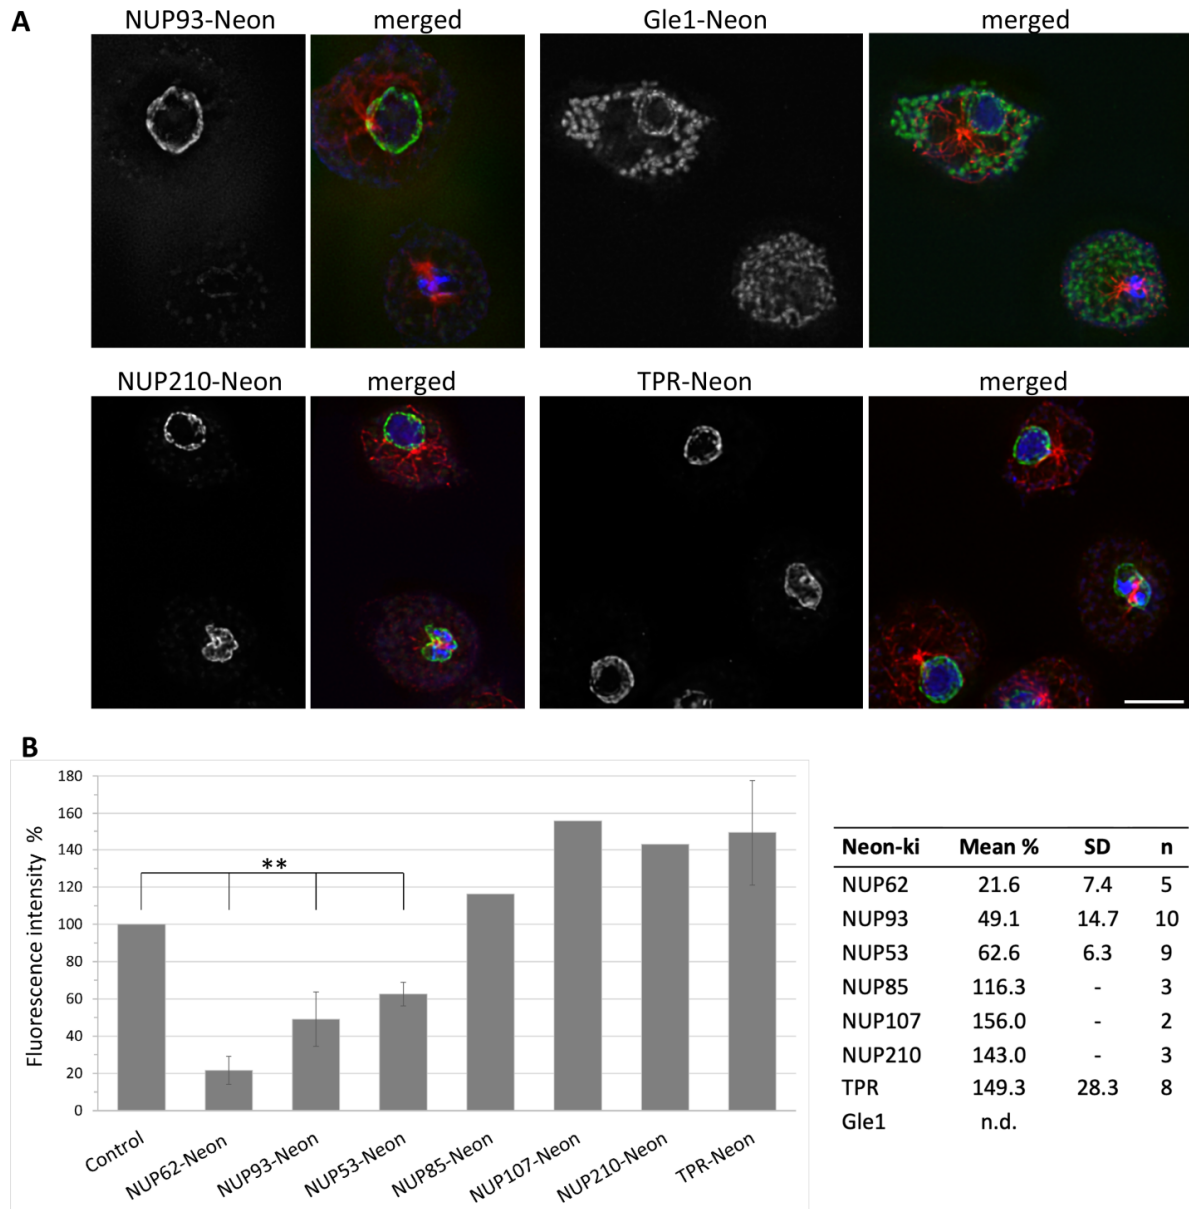 A
NUP93-Neon merged Gle1-Neon merged
NUP210-Neon merged TPR-Neon merged
B
Fluorescence intensity %
180
160
140
120
100
80
60
40
20
0
**
Control
NUP62-Neon
NUP93-Neon
NUP53-Neon
NUP85-Neon
NUP107-Neon
NUP210-Neon
TPR-Neon
Neon-ki Mean % SD n
NUP62 21.6 7.4 5
NUP93 49.1 14.7 10
NUP53 62.6 6.3 9
NUP85 116.3 - 3
NUP107 156.0 - 2
NUP210 143.0 - 3
TPR 149.3 28.3 8
Gle1 n.d.